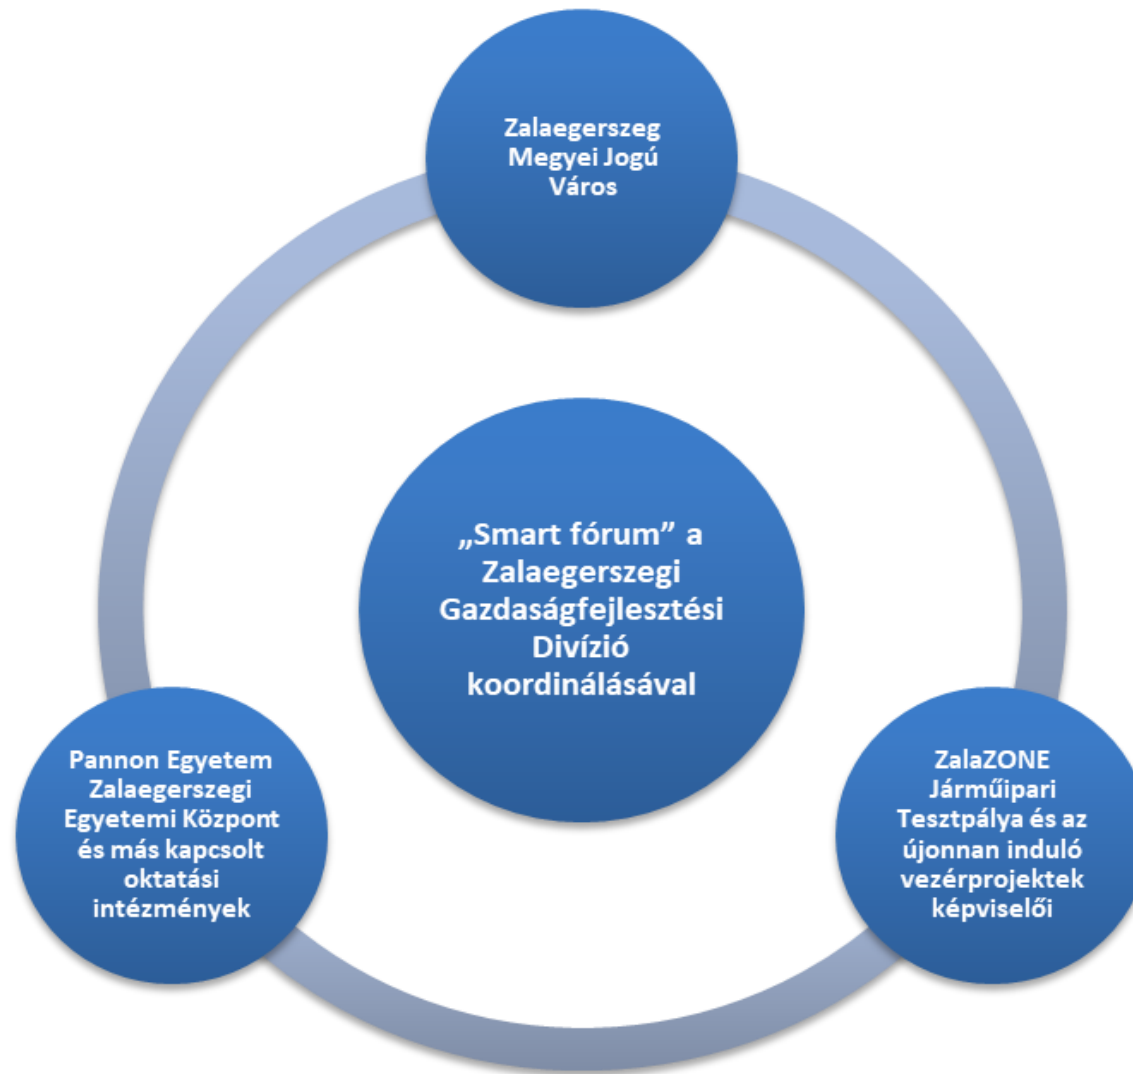 Zalaegerszeg
Megyei Jogú
Város
„Smart fórum” a
Zalaegerszegi
Gazdaságfejlesztési
Divízió
koordinálásával
Pannon Egyetem
Zalaegerszegi
Egyetemi Központ
és más kapcsolt
oktatási
intézmények
ZalaZONE
Járműipari
Tesztpálya és az
újonnan induló
vezérprojektek
képviselői